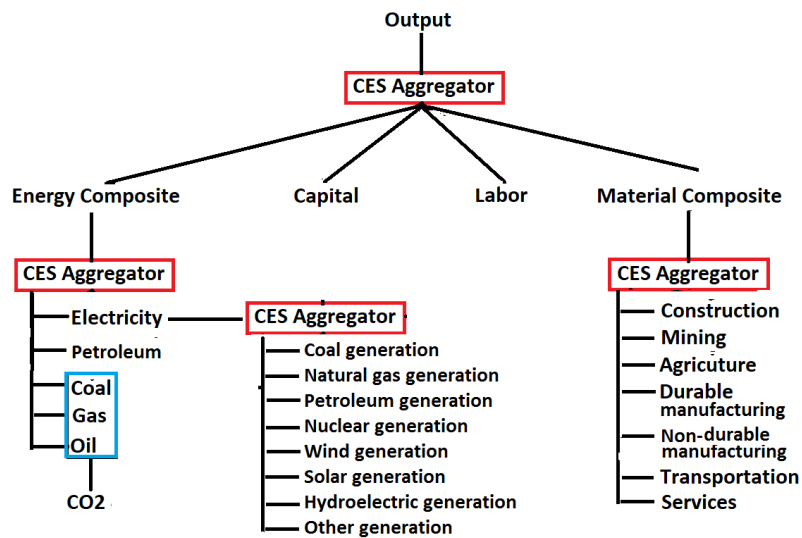 Output
CES Aggregator
Energy Composite
Capital
Labor
Material Composite
CES Aggregator
Electricity
Petroleum
Coal
Gas
Oil
CO2
CES Aggregator
Coal generation
Natural gas generation
Petroleum generation
Nuclear generation
Wind generation
Solar generation
Hydroelectric generation
Other generation
CES Aggregator
Construction
Mining
Agricuture
Durable
manufacturing
Non-durable
manufacturing
Transportation
Services